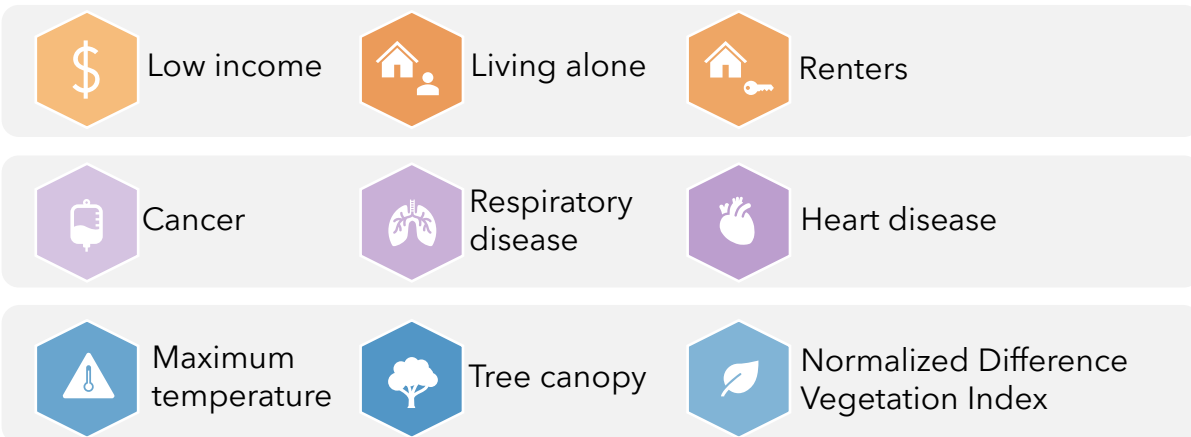 $
Low income
Living alone
Renters
Cancer
Respiratory
disease
Heart disease
Maximum
temperature
Tree canopy
Normalized Difference
Vegetation Index